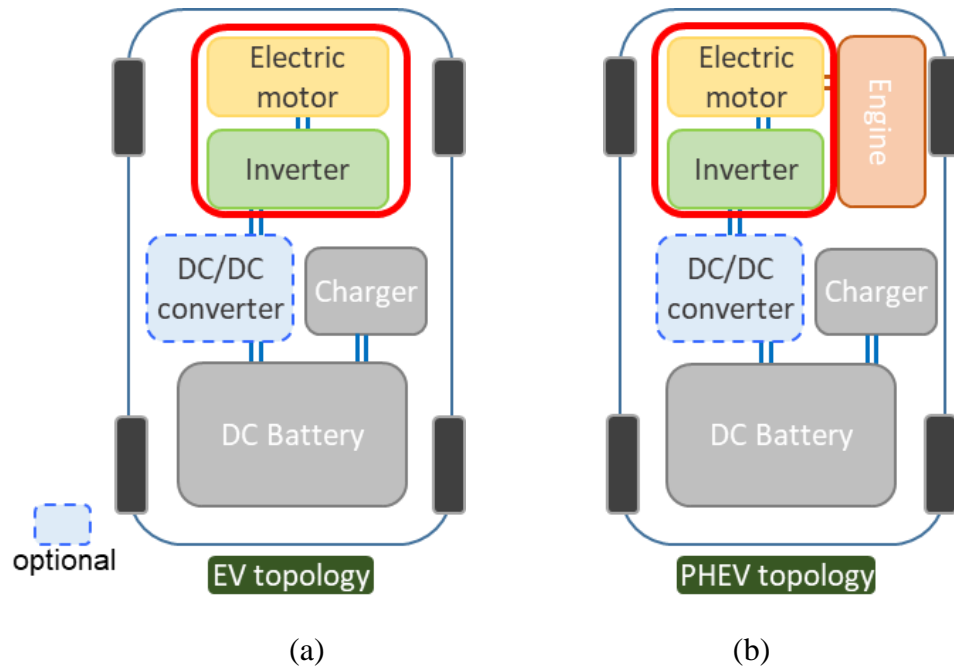 Electric
motor
Inverter
DC/DC
converter
Charger
DC Battery
optional
EV topology
(a)
Electric
motor
Engine
Inverter
DC/DC
converter
Charger
DC Battery
PHEV topology
(b)